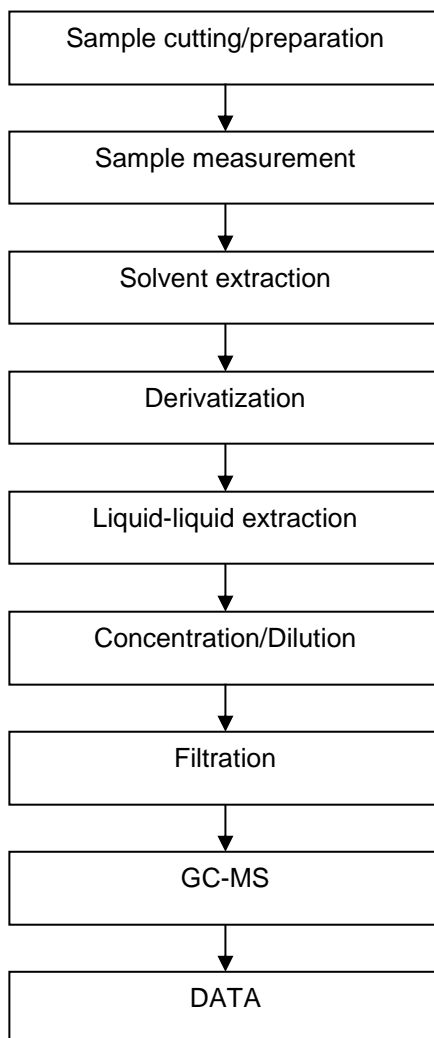 Sample cutting/preparation
Sample measurement
Solvent extraction
Derivatization
Liquid-liquid extraction
Concentration/Dilution
Filtration
GC-MS
DATA